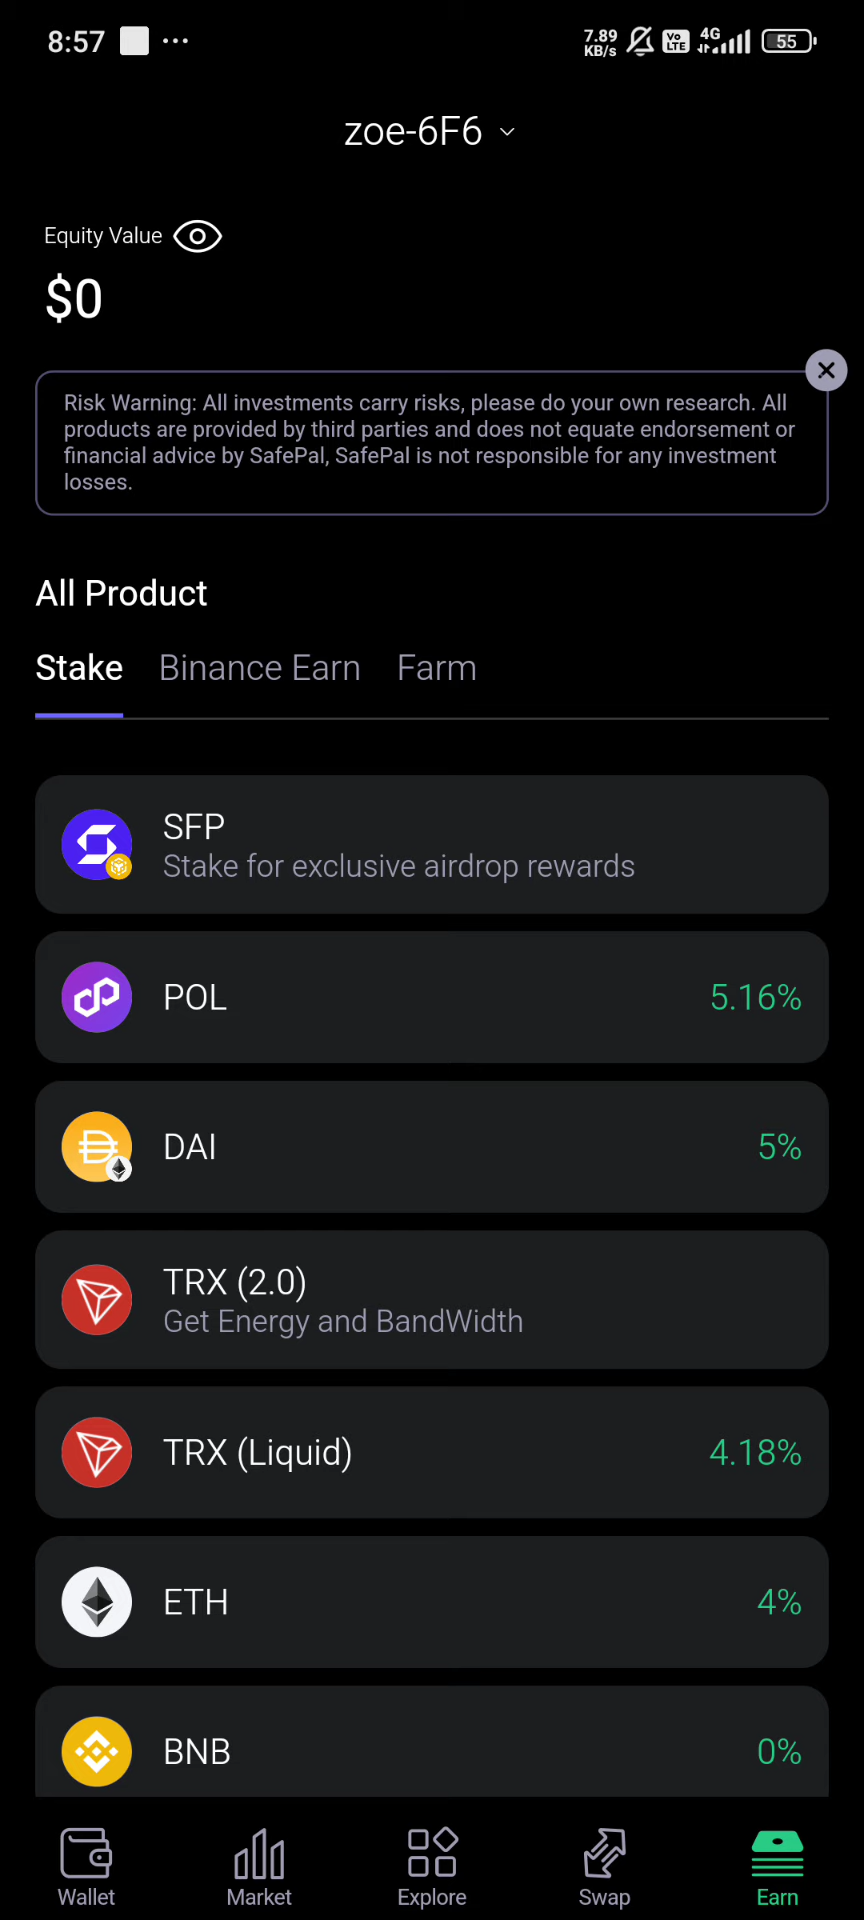 8:57
7.89
KB/s
Vo
LTE
4G
55
zoe-6F6
Equity Value
$0
Risk Warning: All investments carry risks, please do your own research. All
products are provided by third parties and does not equate endorsement or
financial advice by SafePal, SafePal is not responsible for any investment
losses.
All Product
Stake Binance Earn Farm
SFP
Stake for exclusive airdrop rewards
POL 5.16%
DAI 5%
TRX (2.0)
Get Energy and BandWidth
TRX (Liquid) 4.18%
ETH 4%
BNB 0%
Wallet Market Explore Swap Earn